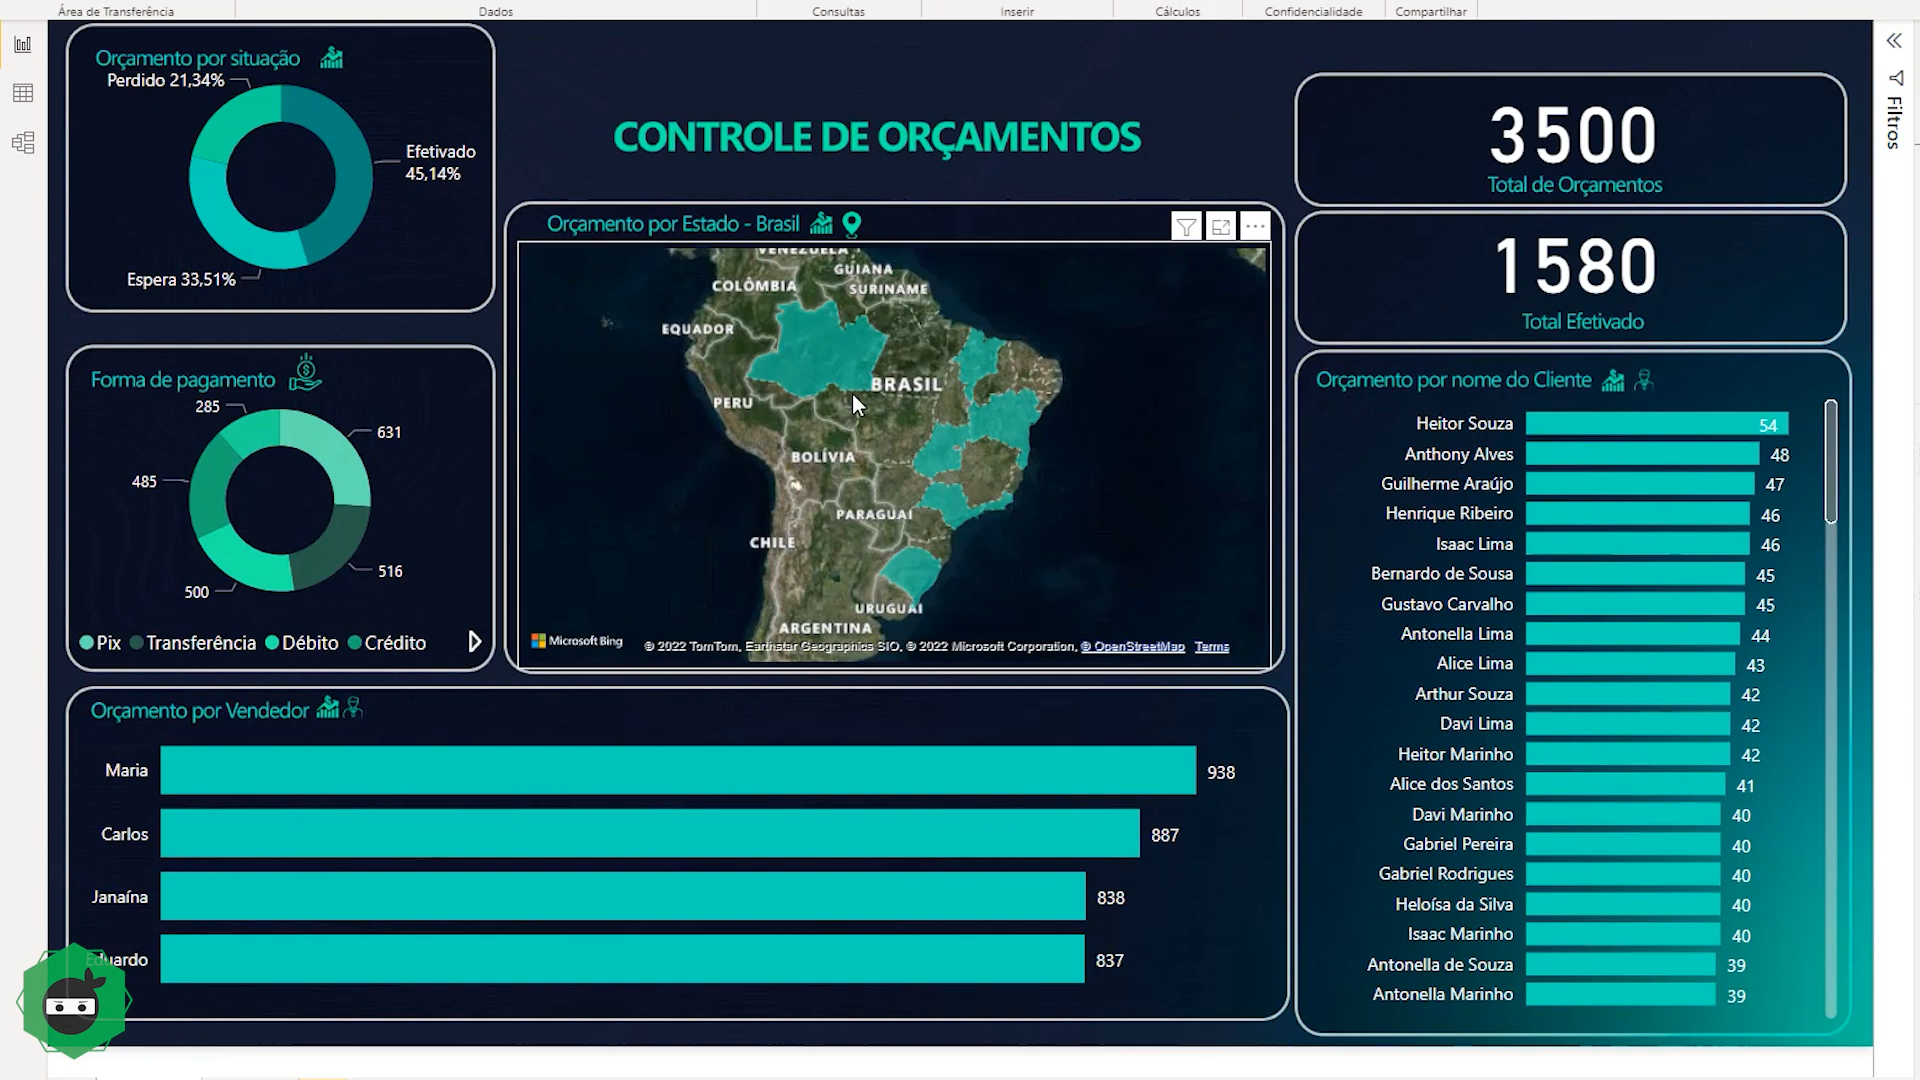 Área de Transferência
Dados
Consultas
Inserir
Cálculos
Confidencialidade
Compartilhar
Filtros
Orçamento por situação
Perdido 21,34%
Efetivado
45,14%
Espera 33,51%
CONTROLE DE ORÇAMENTOS
3500
Total de Orçamentos
1580
Total Efetivado
Forma de pagamento
285
631
485
516
500
Pix
Transferência
Débito
Crédito
Orçamento por Estado - Brasil
VENEZUELA
GUIANA
COLÔMBIA
SURINAME
EQUADOR
BRASIL
PERU
BOLÍVIA
PARAGUAI
CHILE
URUGUAI
ARGENTINA
Microsoft Bing
© 2022 TomTom, Earthstar Geographics SIO, © 2022 Microsoft Corporation, © OpenStreetMap Terms
Orçamento por Vendedor
Maria 938
Carlos 887
Janaína 838
Eduardo 837
Orçamento por nome do Cliente
Heitor Souza 54
Anthony Alves 48
Guilherme Araújo 47
Henrique Ribeiro 46
Isaac Lima 46
Bernardo de Sousa 45
Gustavo Carvalho 45
Antonella Lima 44
Alice Lima 43
Arthur Souza 42
Davi Lima 42
Heitor Marinho 42
Alice dos Santos 41
Davi Marinho 40
Gabriel Pereira 40
Gabriel Rodrigues 40
Heloísa da Silva 40
Isaac Marinho 40
Antonella de Souza 39
Antonella Marinho 39